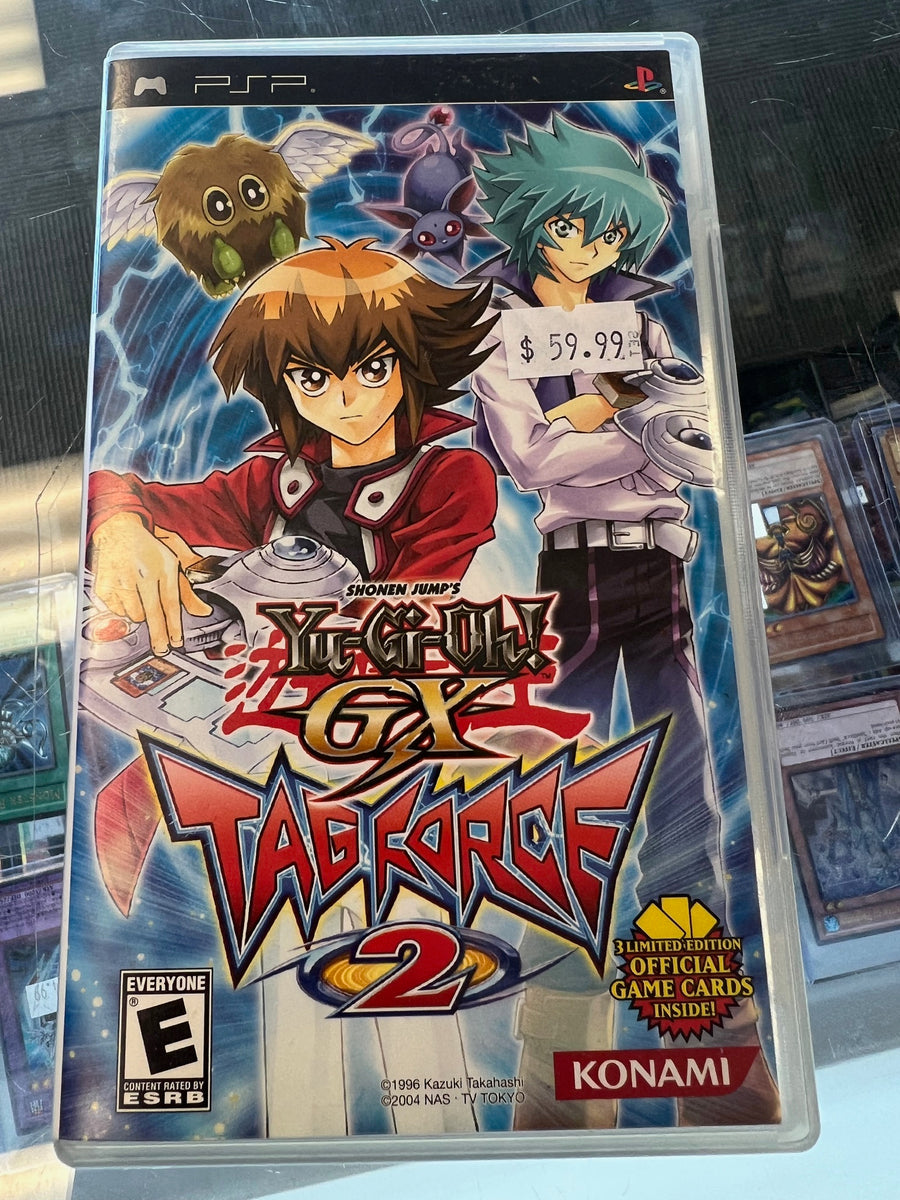 PSP
$ 59.99
SHONEN JUMP'S
Yu-Gi-Oh!
GX
TAG FORCE
2
3 LIMITED EDITION
OFFICIAL
GAME CARDS
INSIDE!
EVERYONE
E
CONTENT RATED BY
ESRB
©1996 Kazuki Takahashi
©2004 NAS · TV TOKYO
KONAMI